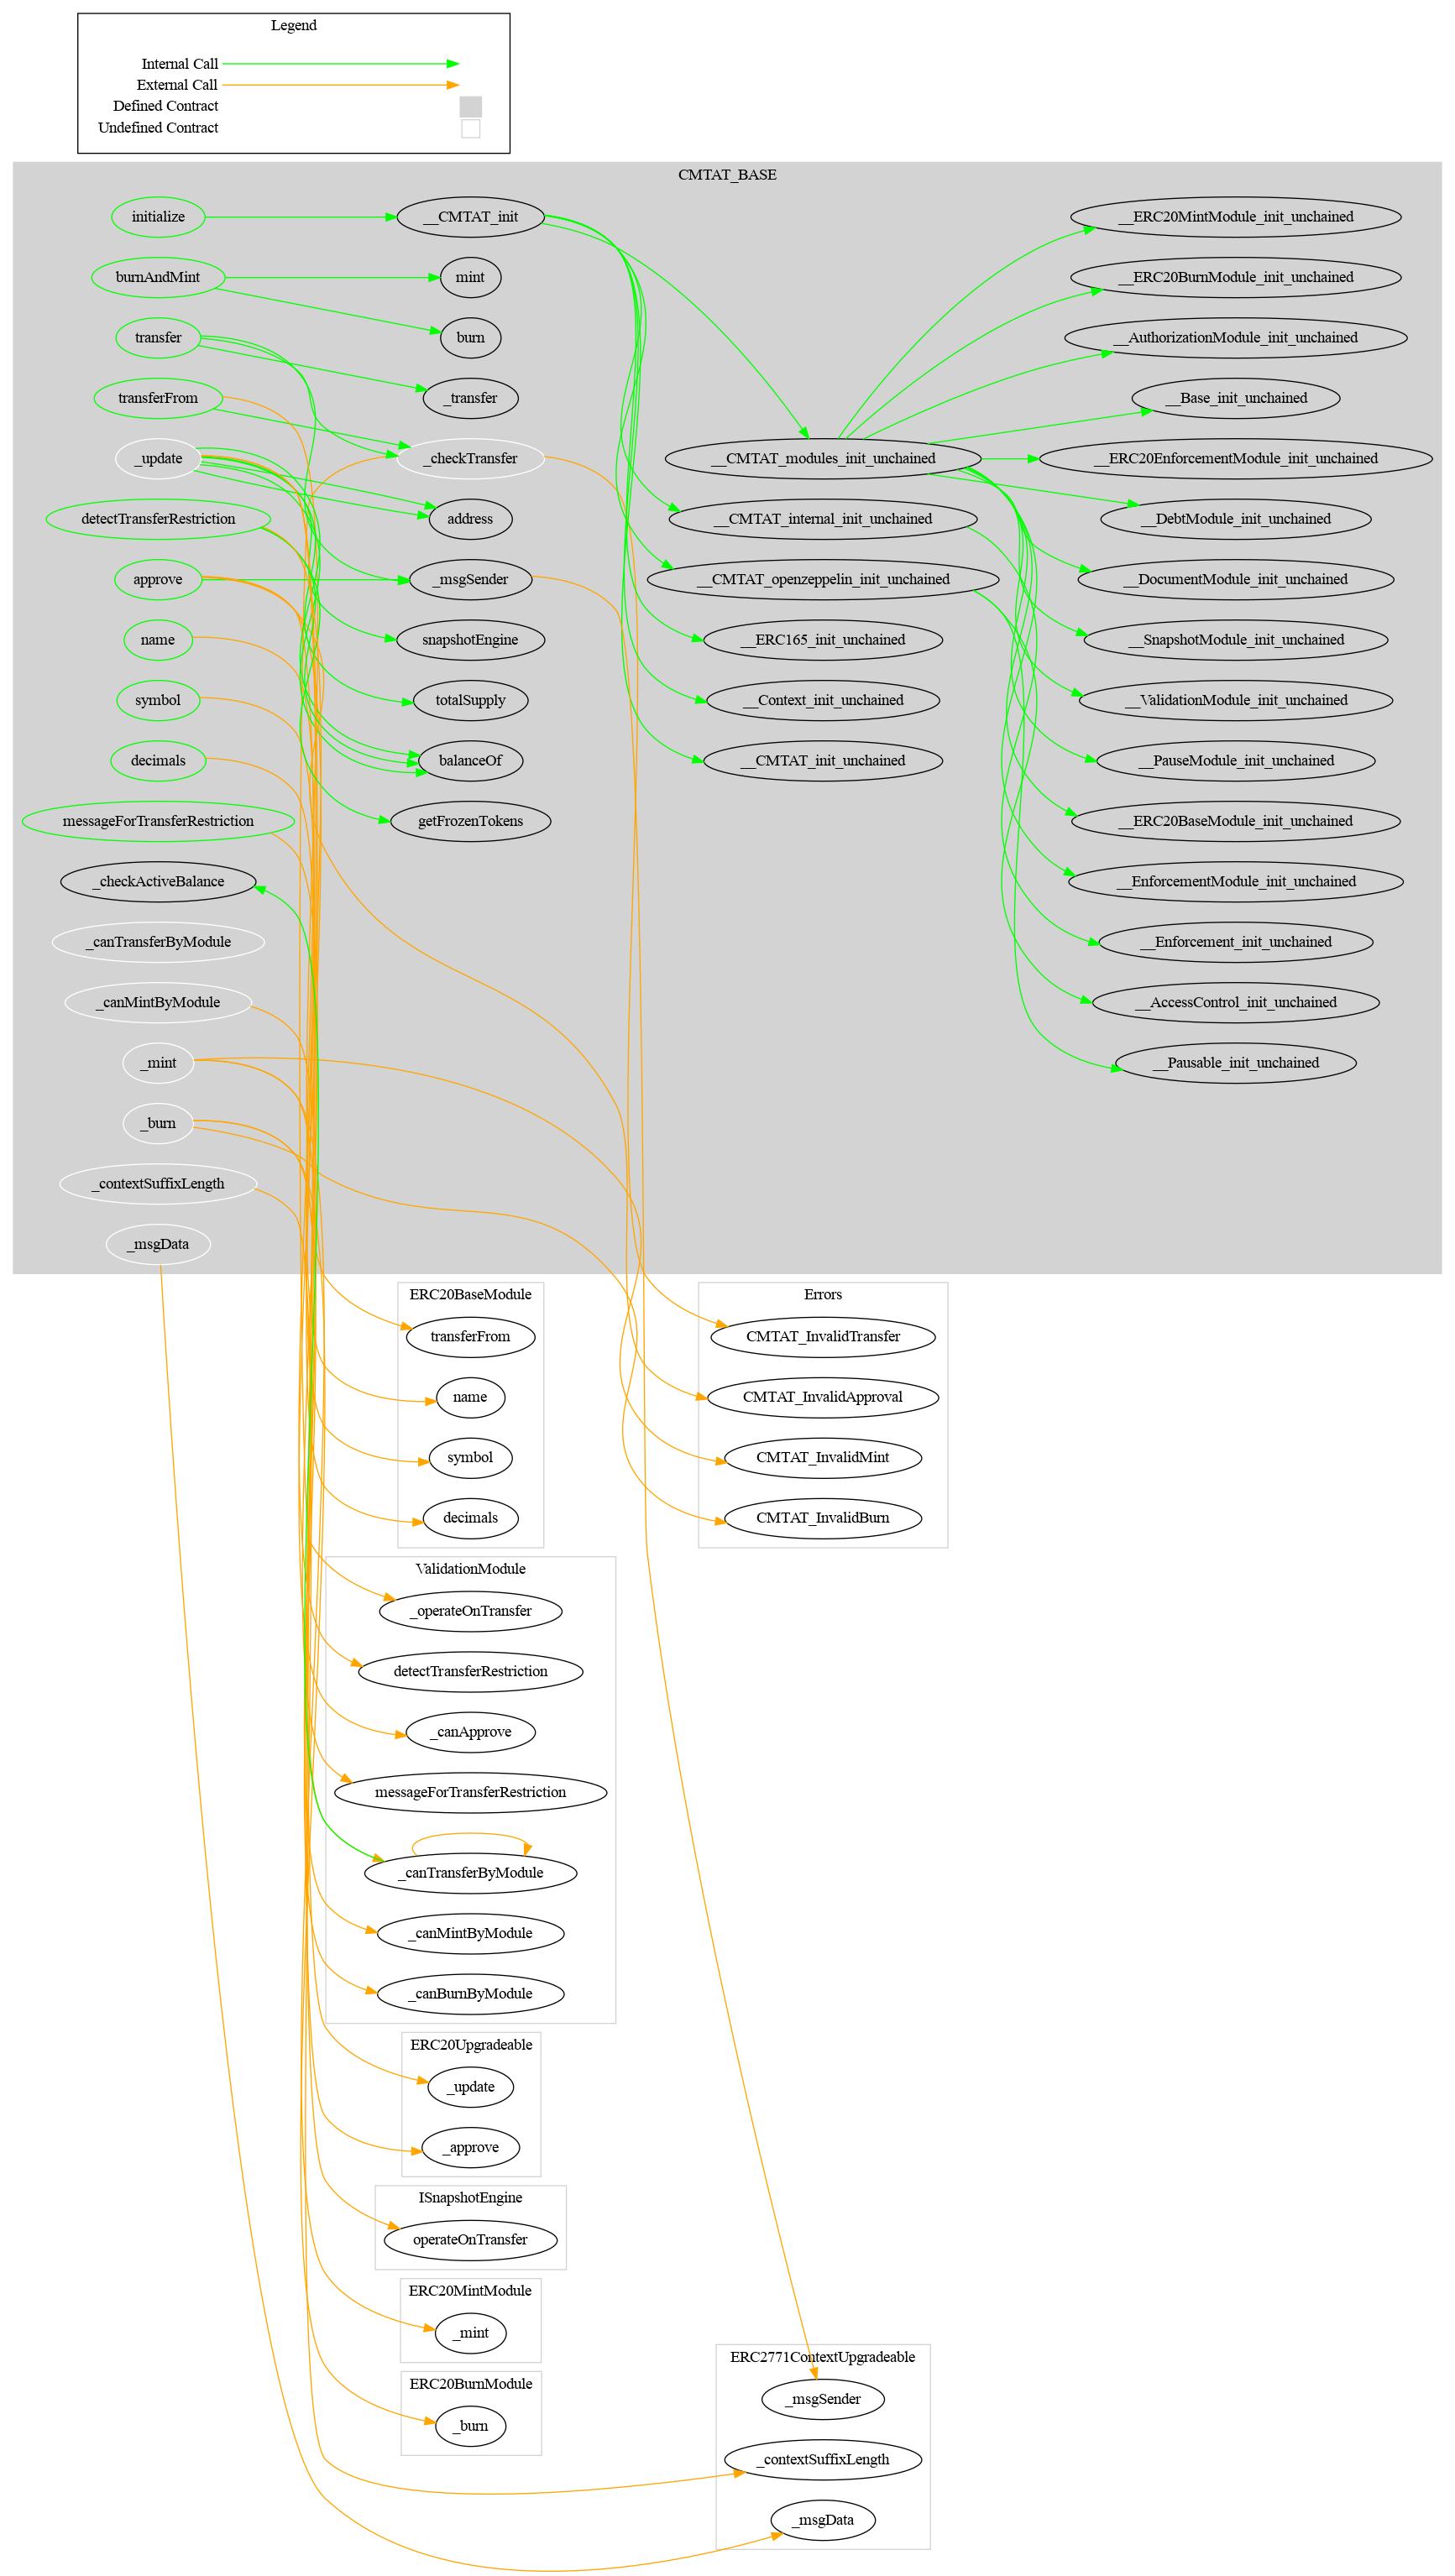 Legend
Internal Call
External Call
Defined Contract
Undefined Contract
CMTAT_BASE
initialize
burnAndMint
transfer
transferFrom
_update
detectTransferRestriction
approve
name
symbol
decimals
messageForTransferRestriction
_checkActiveBalance
_canTransferByModule
_canMintByModule
_mint
_burn
_contextSuffixLength
_msgData
__CMTAT_init
mint
burn
_transfer
_checkTransfer
address
_msgSender
snapshotEngine
totalSupply
balanceOf
getFrozenTokens
__CMTAT_modules_init_unchained
__CMTAT_internal_init_unchained
__CMTAT_openzeppelin_init_unchained
__ERC165_init_unchained
__Context_init_unchained
__CMTAT_init_unchained
__ERC20MintModule_init_unchained
__ERC20BurnModule_init_unchained
__AuthorizationModule_init_unchained
__Base_init_unchained
__ERC20EnforcementModule_init_unchained
__DebtModule_init_unchained
__DocumentModule_init_unchained
__SnapshotModule_init_unchained
__ValidationModule_init_unchained
__PauseModule_init_unchained
__ERC20BaseModule_init_unchained
__EnforcementModule_init_unchained
__Enforcement_init_unchained
__AccessControl_init_unchained
__Pausable_init_unchained
ERC20BaseModule
transferFrom
name
symbol
decimals
Errors
CMTAT_InvalidTransfer
CMTAT_InvalidApproval
CMTAT_InvalidMint
CMTAT_InvalidBurn
ValidationModule
_operateOnTransfer
detectTransferRestriction
_canApprove
messageForTransferRestriction
_canTransferByModule
_canMintByModule
_canBurnByModule
ERC20Upgradeable
_update
_approve
ISnapshotEngine
operateOnTransfer
ERC20MintModule
_mint
ERC20BurnModule
_burn
ERC2771ContextUpgradeable
_msgSender
_contextSuffixLength
_msgData